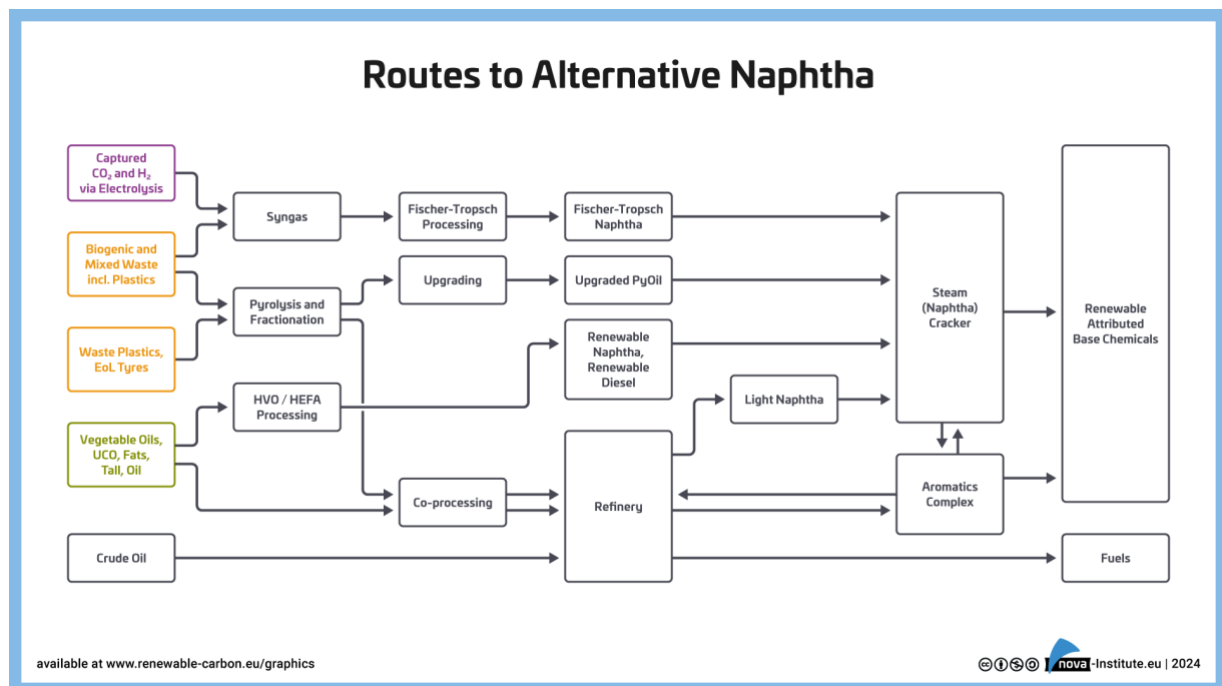 Routes to Alternative Naphtha
Captured
CO₂ and H₂
via Electrolysis
Biogenic and
Mixed Waste
incl. Plastics
Waste Plastics,
EoL Tyres
Vegetable Oils,
UCO, Fats,
Tall, Oil
Crude Oil
Syngas
Pyrolysis and
Fractionation
HVO / HEFA
Processing
Fischer-Tropsch
Processing
Upgrading
Co-processing
Fischer-Tropsch
Naphtha
Upgraded PyOil
Renewable
Naphtha,
Renewable
Diesel
Refinery
Light Naphtha
Steam
(Naphtha)
Cracker
Aromatics
Complex
Renewable
Attributed
Base Chemicals
Fuels
available at www.renewable-carbon.eu/graphics
nova-Institute.eu | 2024